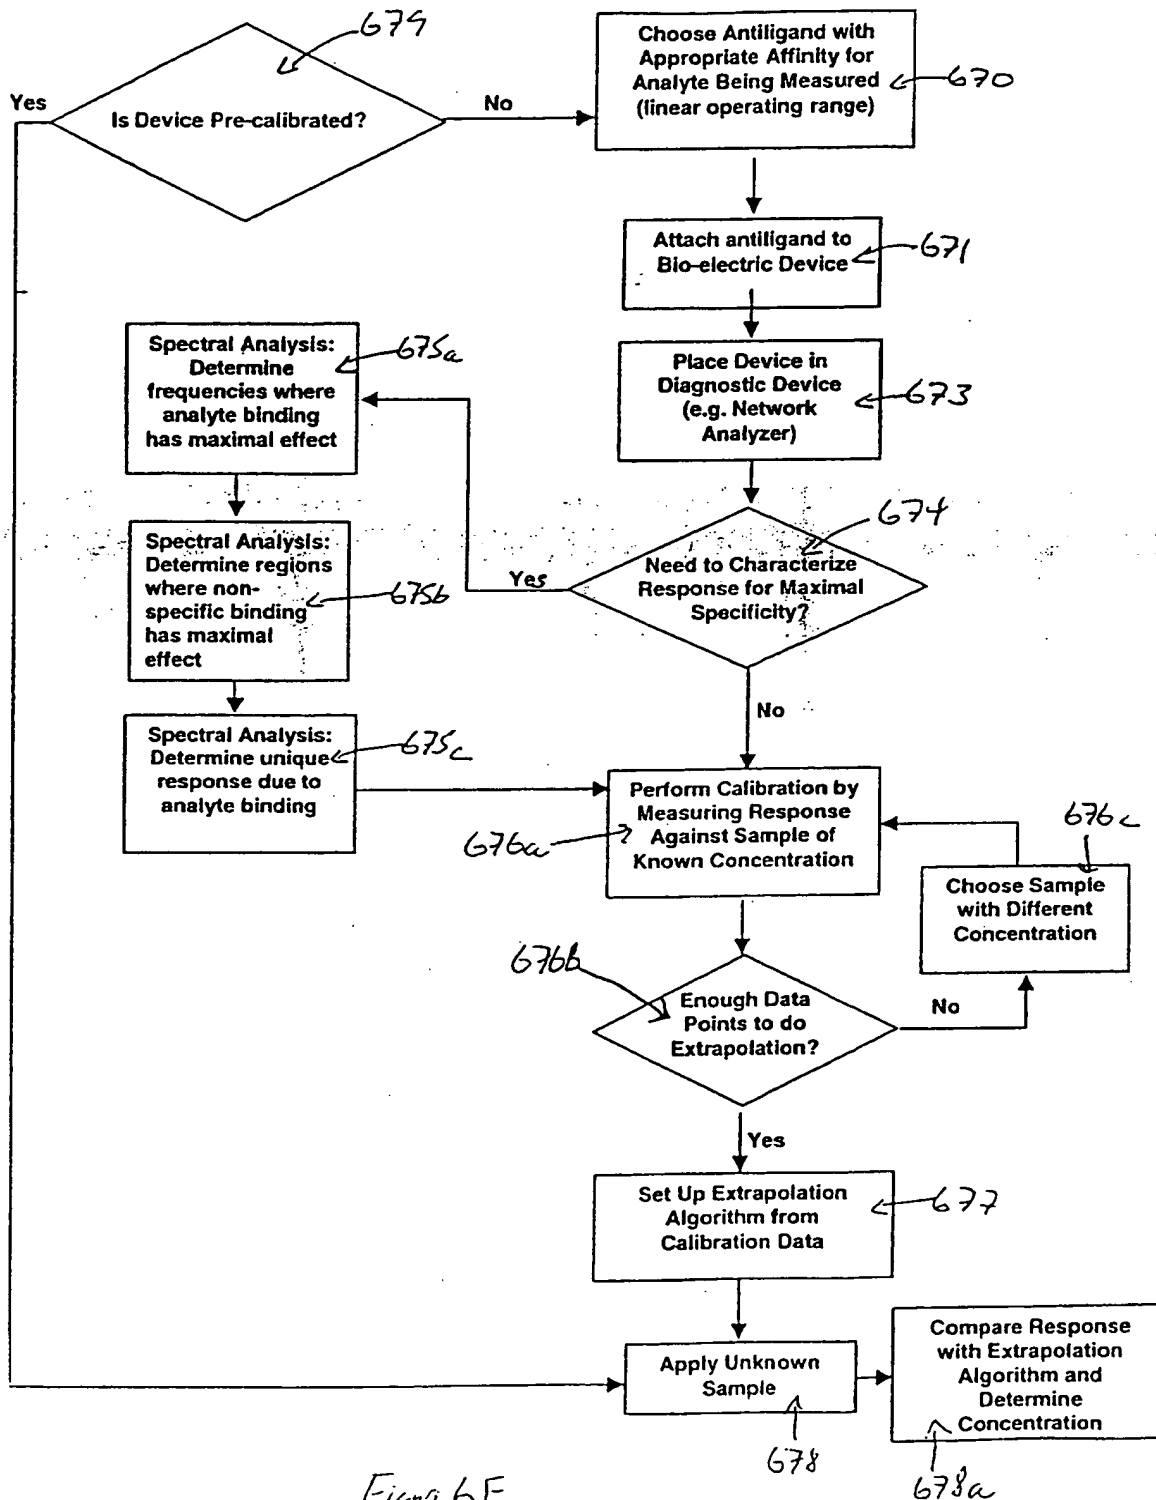 679
Is Device Pre-calibrated?
Yes
No
Choose Antiligand with
Appropriate Affinity for
Analyte Being Measured
(linear operating range)
670
Attach antiligand to
Bio-electric Device
671
Place Device in
Diagnostic Device
(e.g. Network
Analyzer)
673
Need to Characterize
Response for Maximal
Specificity?
674
Yes
No
Spectral Analysis:
Determine
frequencies where
analyte binding
has maximal effect
675a
Spectral Analysis:
Determine regions
where non-
specific binding
has maximal
effect
675b
Spectral Analysis:
Determine unique
response due to
analyte binding
675c
Perform Calibration by
Measuring Response
Against Sample of
Known Concentration
676a
Choose Sample
with Different
Concentration
676c
Enough Data
Points to do
Extrapolation?
676b
No
Yes
Set Up Extrapolation
Algorithm from
Calibration Data
677
Apply Unknown
Sample
678
Compare Response
with Extrapolation
Algorithm and
Determine
Concentration
678a
6F